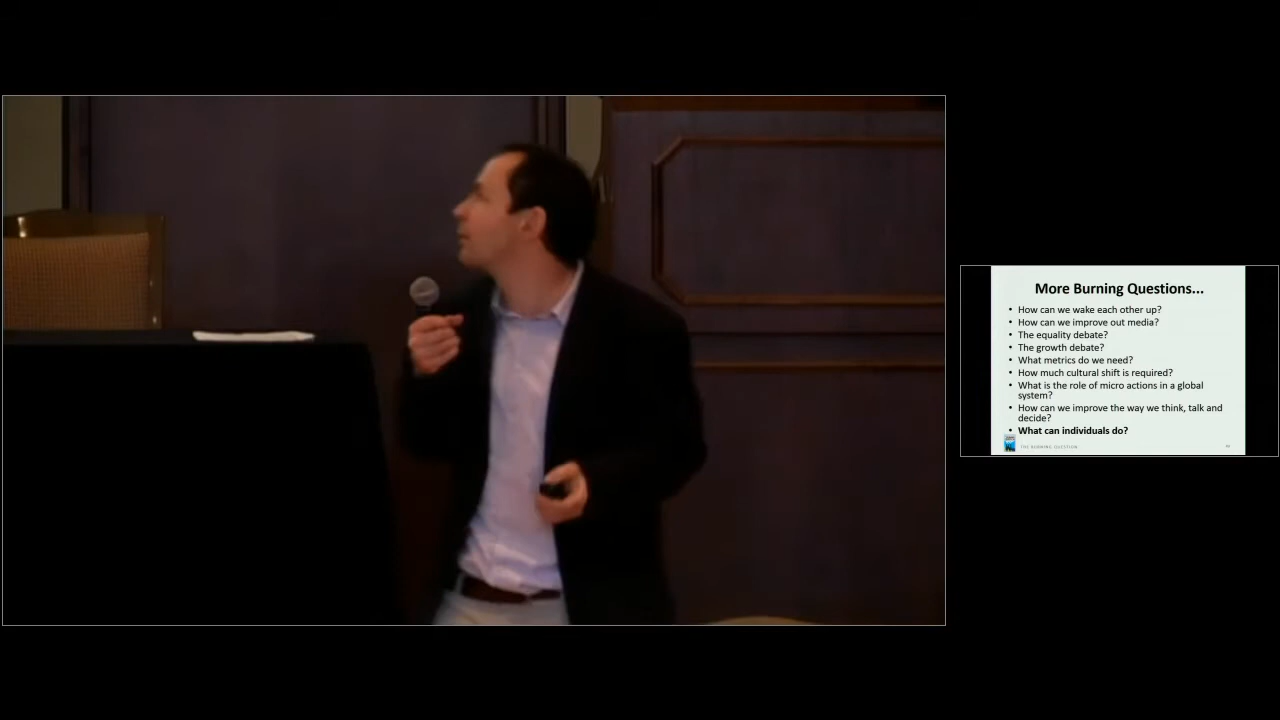 More Burning Questions...
• How can we wake each other up?
• How can we improve out media?
• The equality debate?
• The growth debate?
• What metrics do we need?
• How much cultural shift is required?
• What is the role of micro actions in a global
system?
• How can we improve the way we think, talk and
decide?
• What can individuals do?
THE BURNING QUESTION